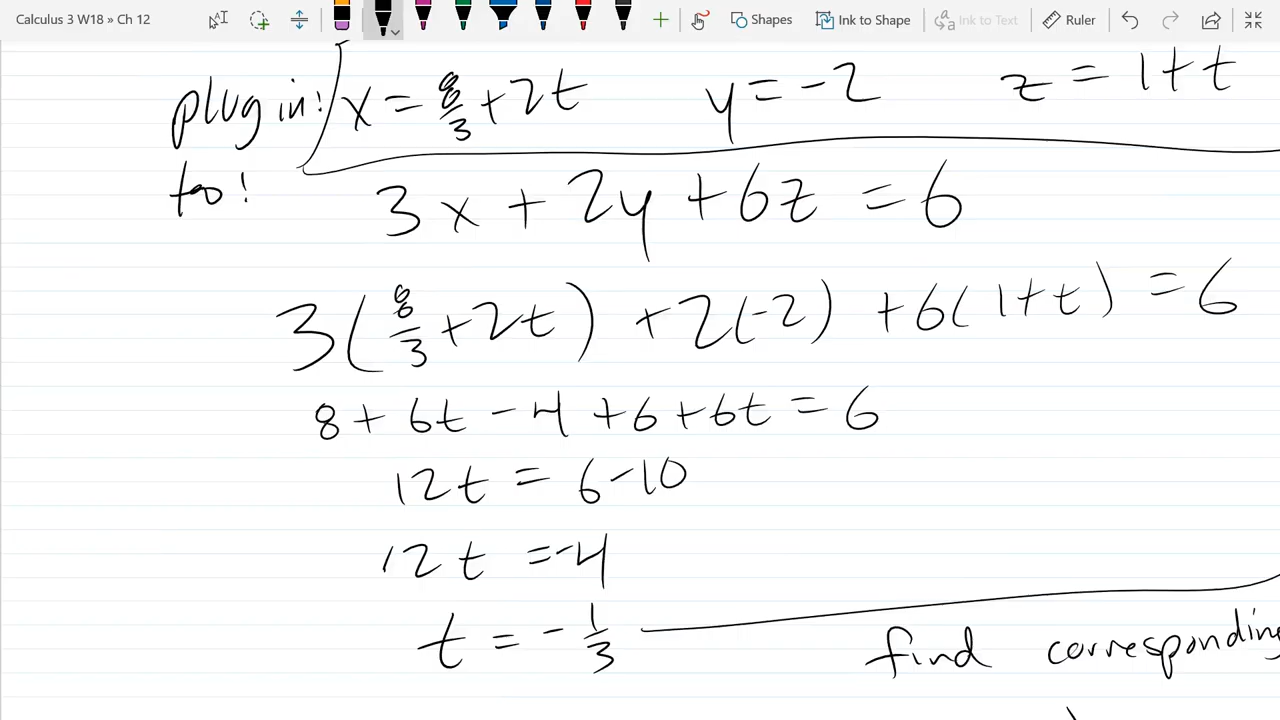 Calculus 3 W18 » Ch 12 Shapes Ink to Shape Ink to Text Ruler
plug in: x = 8/3 + 2t y = -2 z = 1+t
to:
3x + 2y + 6z = 6
3(8/3 + 2t) + 2(-2) + 6(1+t) = 6
8 + 6t - 4 + 6 + 6t = 6
12t = 6-10
12t = -4
t = -1/3
find corresponding